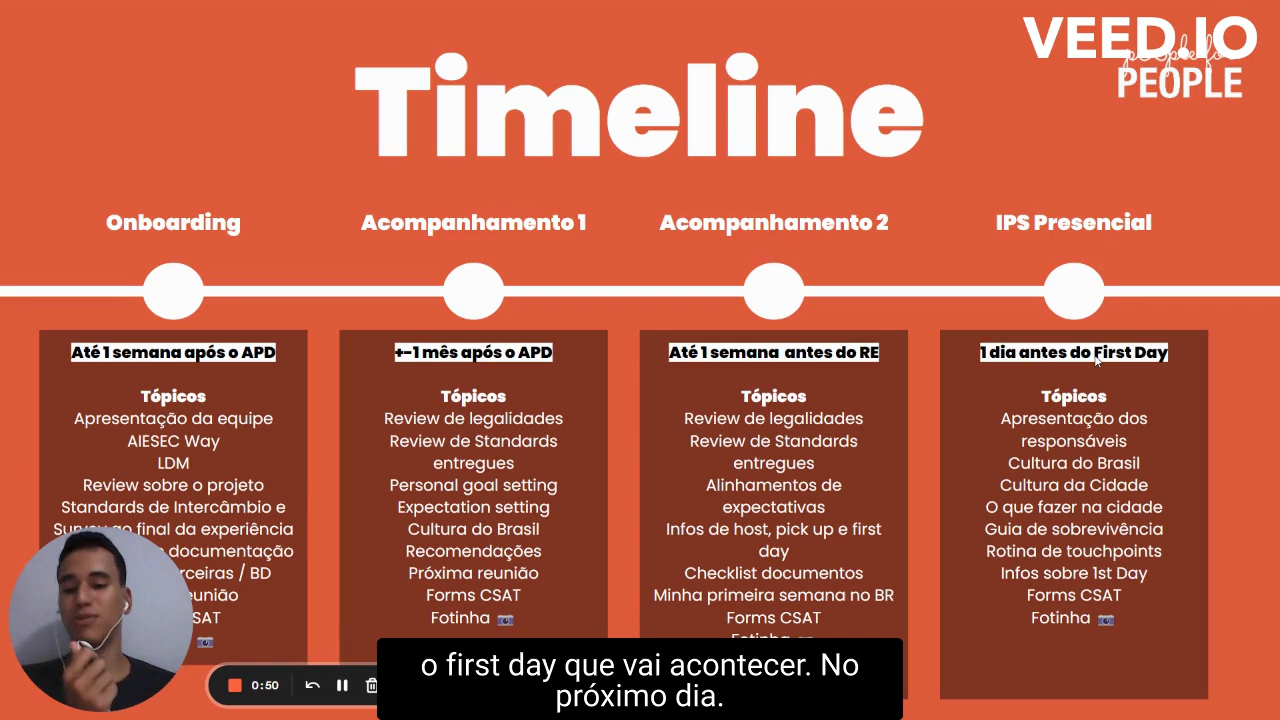 VEED.IO
people for
PEOPLE
Timeline
Onboarding
Acompanhamento 1
Acompanhamento 2
IPS Presencial
Até 1 semana após o APD
Tópicos
Apresentação da equipe
AIESEC Way
LDM
Review sobre o projeto
Standards de Intercâmbio e
ao final da experiência
documentação
/ BD
+-1 mês após o APD
Tópicos
Review de legalidades
Review de Standards
entregues
Personal goal setting
Expectation setting
Cultura do Brasil
Recomendações
Próxima reunião
Forms CSAT
Fotinha
Até 1 semana antes do RE
Tópicos
Review de legalidades
Review de Standards
entregues
Alinhamentos de
expectativas
Infos de host, pick up e first
day
Checklist documentos
Minha primeira semana no BR
Forms CSAT
Fotinha
1 dia antes do First Day
Tópicos
Apresentação dos
responsáveis
Cultura do Brasil
Cultura da Cidade
O que fazer na cidade
Guia de sobrevivência
Rotina de touchpoints
Infos sobre 1st Day
Forms CSAT
Fotinha
0:50
o first day que vai acontecer. No
próximo dia.